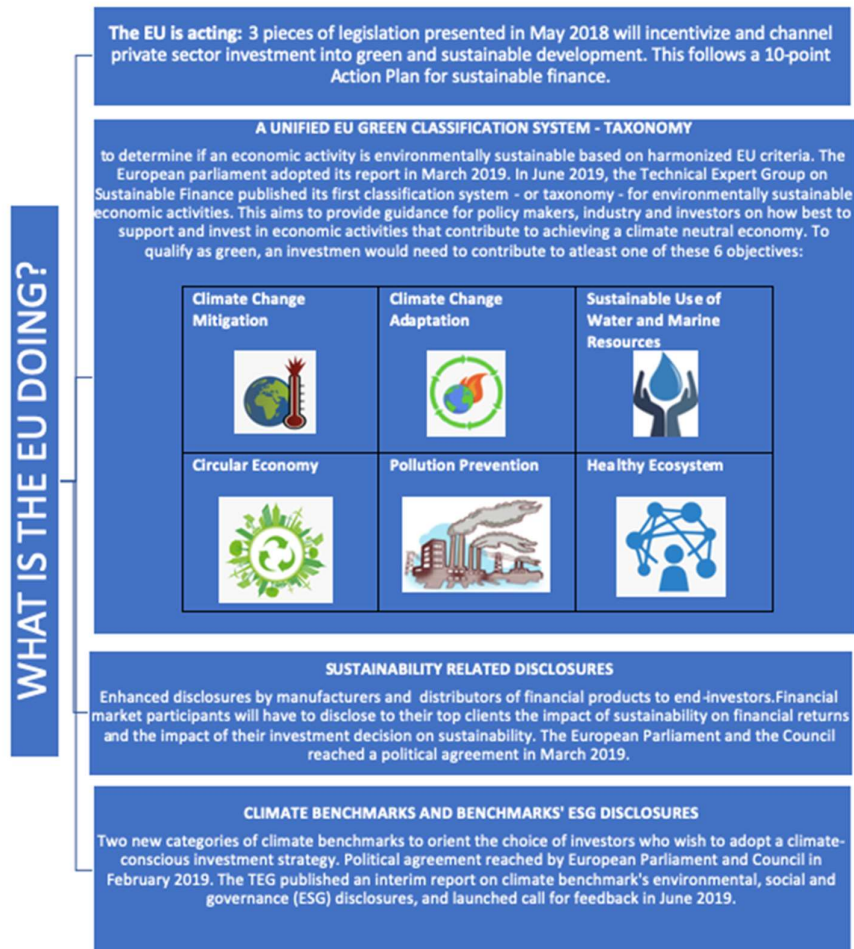 WHAT IS THE EU DOING?
The EU is acting: 3 pieces of legislation presented in May 2018 will incentivize and channel
private sector investment into green and sustainable development. This follows a 10-point
Action Plan for sustainable finance.
A UNIFIED EU GREEN CLASSIFICATION SYSTEM - TAXONOMY
to determine if an economic activity is environmentally sustainable based on harmonized EU criteria. The
European parliament adopted its report in March 2019. In June 2019, the Technical Expert Group on
Sustainable Finance published its first classification system - or taxonomy - for environmentally sustainable
economic activities. This aims to provide guidance for policy makers, industry and investors on how best to
support and invest in economic activities that contribute to achieving a climate neutral economy. To
qualify as green, an investmen would need to contribute to atleast one of these 6 objectives:
Climate Change
Mitigation
Climate Change
Adaptation
Sustainable Use of
Water and Marine
Resources
Circular Economy
Pollution Prevention
Healthy Ecosystem
SUSTAINABILITY RELATED DISCLOSURES
Enhanced disclosures by manufacturers and distributors of financial products to end-investors.Financial
market participants will have to disclose to their top clients the impact of sustainability on financial returns
and the impact of their investment decision on sustainability. The European Parliament and the Council
reached a political agreement in March 2019.
CLIMATE BENCHMARKS AND BENCHMARKS' ESG DISCLOSURES
Two new categories of climate benchmarks to orient the choice of investors who wish to adopt a climate-
conscious investment strategy. Political agreement reached by European Parliament and Council in
February 2019. The TEG published an interim report on climate benchmark's environmental, social and
governance (ESG) disclosures, and launched call for feedback in June 2019.